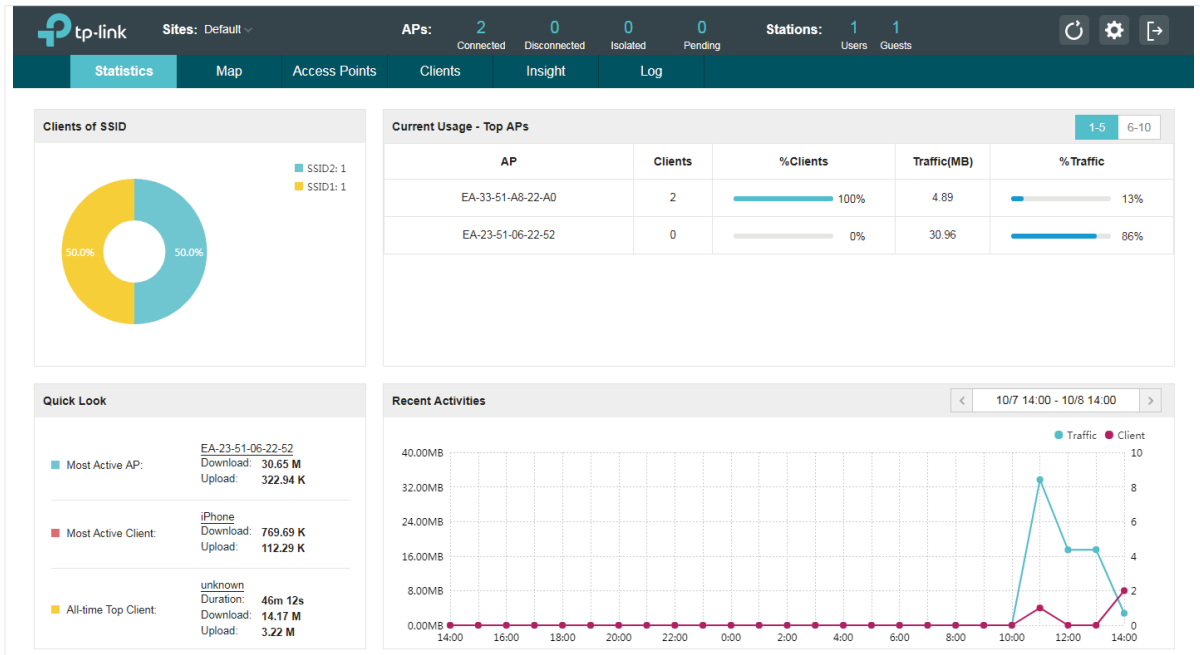 tp-link Sites: Default APs: 2 0 0 0 Stations: 1 1
Connected Disconnected Isolated Pending Users Guests
Statistics Map Access Points Clients Insight Log
Clients of SSID
SSID2: 1
SSID1: 1
50.0% 50.0%
Current Usage - Top APs 1-5 6-10
AP Clients %Clients Traffic(MB) %Traffic
EA-33-51-A8-22-A0 2 100% 4.89 13%
EA-23-51-06-22-52 0 0% 30.96 86%
Quick Look
Most Active AP:
EA-23-51-06-22-52
Download: 30.65 M
Upload: 322.94 K
Most Active Client:
iPhone
Download: 769.69 K
Upload: 112.29 K
All-time Top Client:
unknown
Duration: 46m 12s
Download: 14.17 M
Upload: 3.22 M
Recent Activities < 10/7 14:00 - 10/8 14:00 >
Traffic Client
40.00MB 10
32.00MB 8
24.00MB 6
16.00MB 4
8.00MB 2
0.00MB 0
14:00 16:00 18:00 20:00 22:00 0:00 2:00 4:00 6:00 8:00 10:00 12:00 14:00